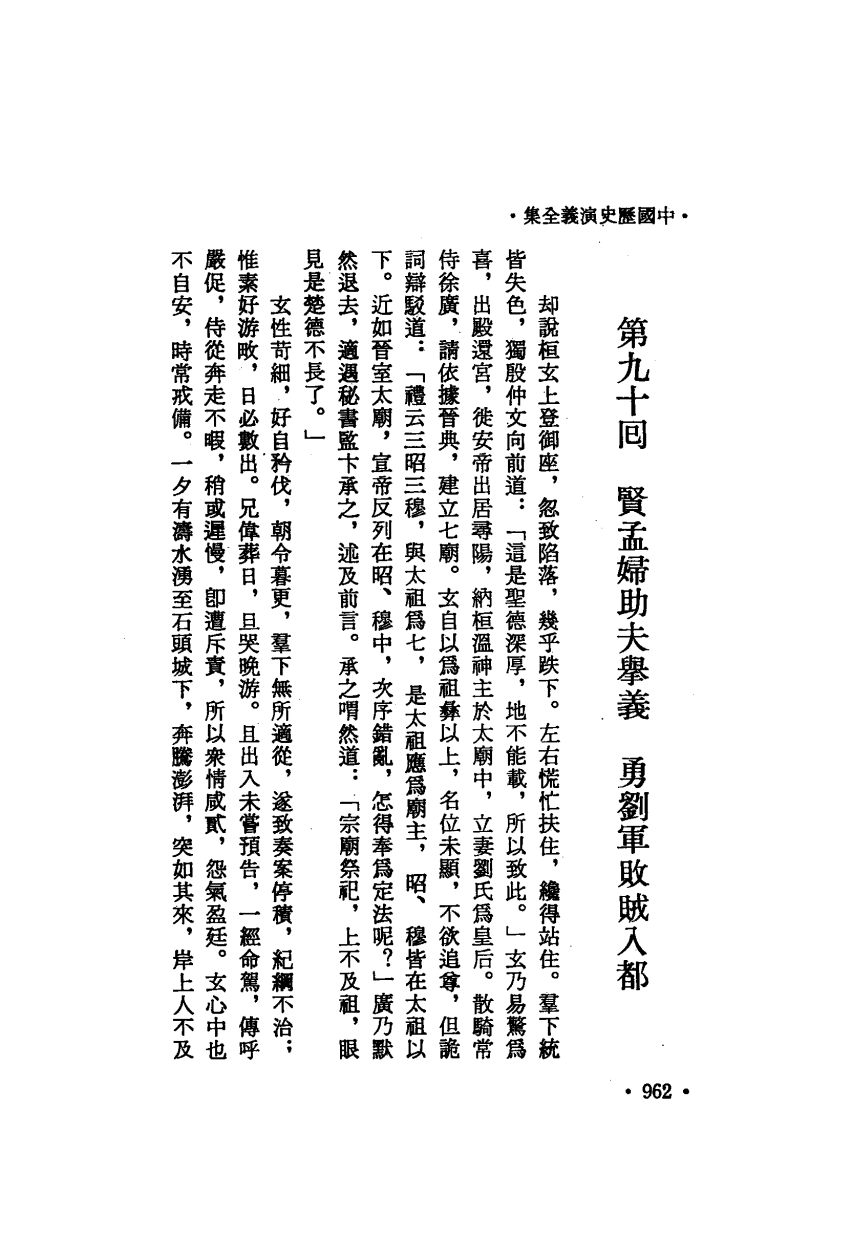 ·中國歷史演義全集·
第九十囘　賢孟婦助夫舉義　勇劉軍敗賊入都
却說桓玄上登御座，忽致陷落，幾乎跌下。左右慌忙扶住，纔得站住。羣下統
皆失色，獨殷仲文向前道：「這是聖德深厚，地不能載，所以致此。」玄乃易驚爲
喜，出殿還宮，徙安帝出居尋陽，納桓溫神主於太廟中，立妻劉氏爲皇后。散騎常
侍徐廣，請依據晉典，建立七廟。玄自以爲祖彝以上，名位未顯，不欲追尊，但詭
詞辯駁道：「禮云三昭三穆，與太祖爲七，是太祖應爲廟主，昭、穆皆在太祖以
下。近如晉室太廟，宣帝反列在昭、穆中，次序錯亂，怎得奉爲定法呢？」廣乃默
然退去，適遇秘書監卞承之，述及前言。承之喟然道：「宗廟祭祀，上不及祖，眼
見是楚德不長了。」
玄性苛細，好自矜伐，朝令暮更，羣下無所適從，遂致奏案停積，紀綱不治；
惟素好游畋，日必數出。兄偉葬日，旦哭晚游。且出入未嘗預告，一經命駕，傳呼
嚴促，侍從奔走不暇，稍或遲慢，卽遭斥責，所以衆情咸貳，怨氣盈廷。玄心中也
不自安，時常戒備。一夕有濤水湧至石頭城下，奔騰澎湃，突如其來，岸上人不及
·962·